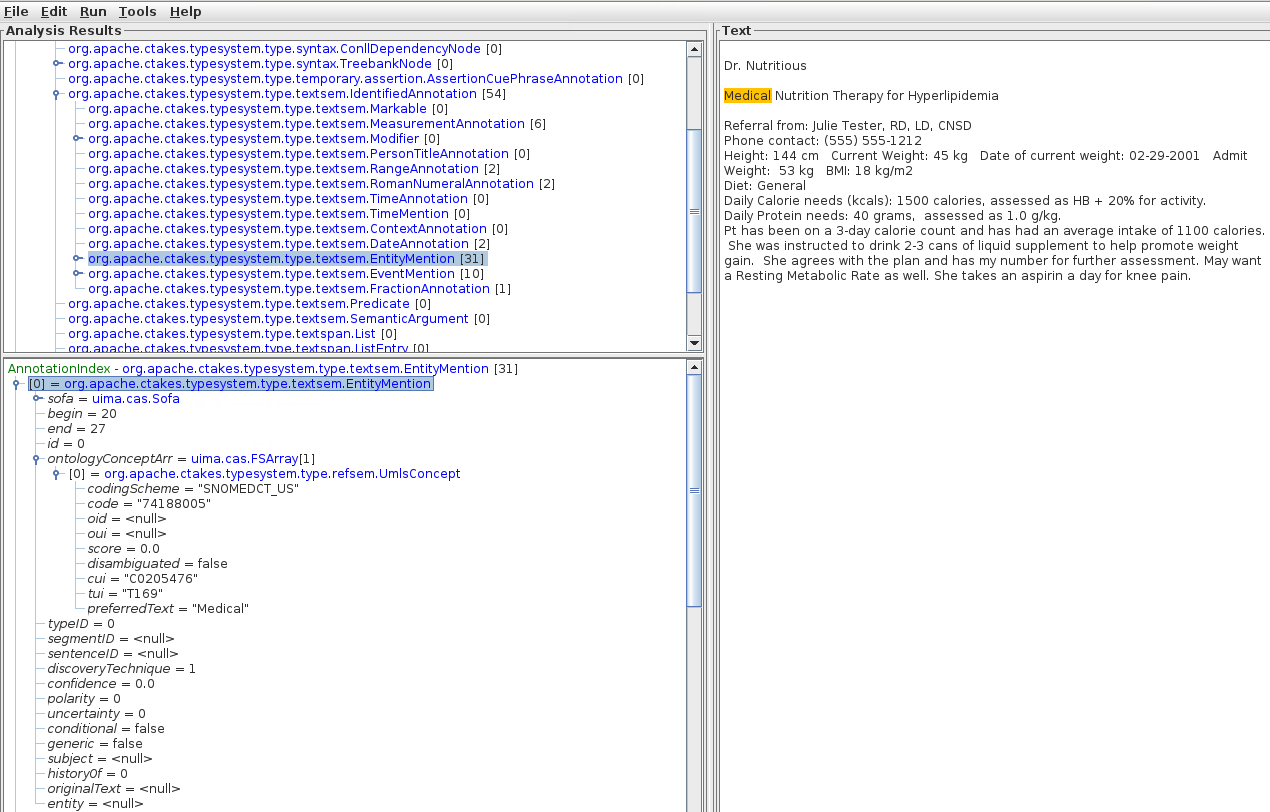 File Edit Run Tools Help
Analysis Results
org.apache.ctakes.typesystem.type.syntax.ConllDependencyNode [0]
org.apache.ctakes.typesystem.type.syntax.TreebankNode [0]
org.apache.ctakes.typesystem.type.temporary.assertion.AssertionCuePhraseAnnotation [0]
org.apache.ctakes.typesystem.type.textsem.IdentifiedAnnotation [54]
org.apache.ctakes.typesystem.type.textsem.Markable [0]
org.apache.ctakes.typesystem.type.textsem.MeasurementAnnotation [6]
org.apache.ctakes.typesystem.type.textsem.Modifier [0]
org.apache.ctakes.typesystem.type.textsem.PersonTitleAnnotation [0]
org.apache.ctakes.typesystem.type.textsem.RangeAnnotation [2]
org.apache.ctakes.typesystem.type.textsem.RomanNumeralAnnotation [2]
org.apache.ctakes.typesystem.type.textsem.TimeAnnotation [0]
org.apache.ctakes.typesystem.type.textsem.TimeMention [0]
org.apache.ctakes.typesystem.type.textsem.ContextAnnotation [0]
org.apache.ctakes.typesystem.type.textsem.DateAnnotation [2]
org.apache.ctakes.typesystem.type.textsem.EntityMention [31]
org.apache.ctakes.typesystem.type.textsem.EventMention [10]
org.apache.ctakes.typesystem.type.textsem.FractionAnnotation [1]
org.apache.ctakes.typesystem.type.textsem.Predicate [0]
org.apache.ctakes.typesystem.type.textsem.SemanticArgument [0]
org.apache.ctakes.typesystem.type.textspan.List [0]
org.apache.ctakes.typesystem.type.textspan.ListEntry [0]
AnnotationIndex - org.apache.ctakes.typesystem.type.textsem.EntityMention [31]
[0] = org.apache.ctakes.typesystem.type.textsem.EntityMention
sofa = uima.cas.Sofa
begin = 20
end = 27
id = 0
ontologyConceptArr = uima.cas.FSArray[1]
[0] = org.apache.ctakes.typesystem.type.refsem.UmlsConcept
codingScheme = "SNOMEDCT_US"
code = "74188005"
oid = <null>
oui = <null>
score = 0.0
disambiguated = false
cui = "C0205476"
tui = "T169"
preferredText = "Medical"
typeID = 0
segmentID = <null>
sentenceID = <null>
discoveryTechnique = 1
confidence = 0.0
polarity = 0
uncertainty = 0
conditional = false
generic = false
subject = <null>
historyOf = 0
originalText = <null>
entity = <null>
Text
Dr. Nutritious
Medical Nutrition Therapy for Hyperlipidemia
Referral from: Julie Tester, RD, LD, CNSD
Phone contact: (555) 555-1212
Height: 144 cm   Current Weight: 45 kg   Date of current weight: 02-29-2001   Admit
Weight:  53 kg   BMI: 18 kg/m2
Diet: General
Daily Calorie needs (kcals): 1500 calories, assessed as HB + 20% for activity.
Daily Protein needs: 40 grams,  assessed as 1.0 g/kg.
Pt has been on a 3-day calorie count and has had an average intake of 1100 calories.
She was instructed to drink 2-3 cans of liquid supplement to help promote weight
gain.  She agrees with the plan and has my number for further assessment. May want
a Resting Metabolic Rate as well. She takes an aspirin a day for knee pain.